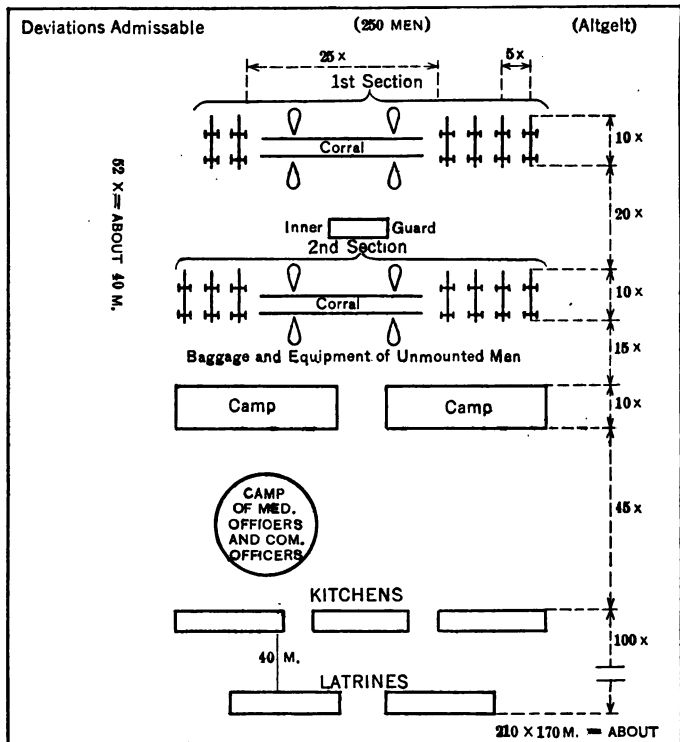 Deviations Admissable (250 MEN) (Altgelt)
25 x 5 x
1st Section
10 x
Corral
52 X = ABOUT 40 M.
20 x
Inner Guard
2nd Section
10 x
Corral
15 x
Baggage and Equipment of Unmounted Men
Camp Camp 10 x
45 x
CAMP
OF MED.
OFFICERS
AND COM.
OFFICERS
KITCHENS
100 x
40 M.
LATRINES
210 X 170 M. = ABOUT